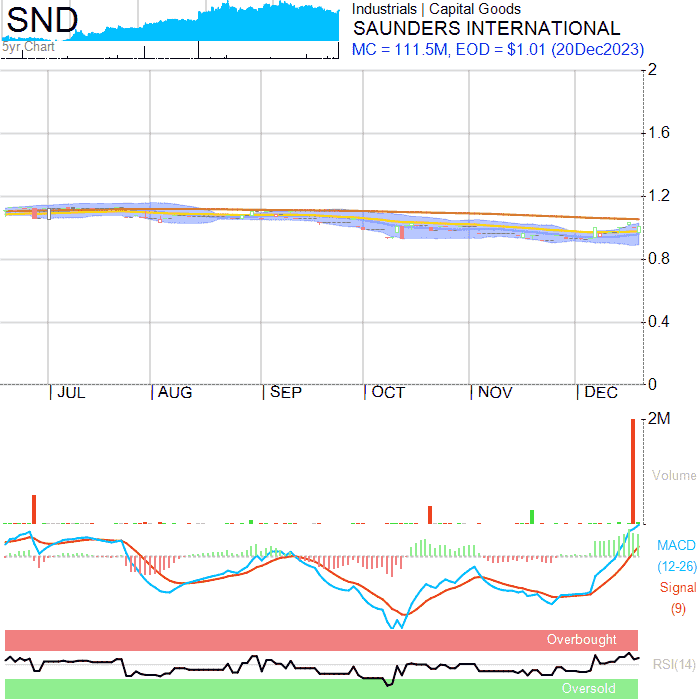 SND
5yr Chart
Industrials | Capital Goods
SAUNDERS INTERNATIONAL
MC = 111.5M, EOD = $1.01 (20Dec2023)
2
1.6
1.2
0.8
0.4
0
JUL AUG SEP OCT NOV DEC
2M
Volume
MACD
(12-26)
Signal
(9)
Overbought
RSI(14)
Oversold